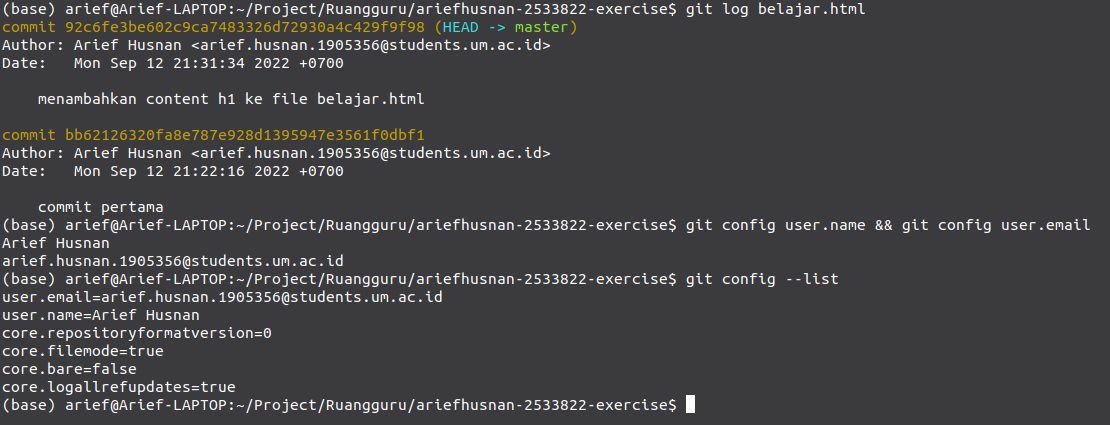 (base) arief@Arief-LAPTOP:~/Project/Ruangguru/ariefhusnan-2533822-exercise$ git log belajar.html
commit 92c6fe3be602c9ca7483326d72930a4c429f9f98 (HEAD -> master)
Author: Arief Husnan <arief.husnan.1905356@students.um.ac.id>
Date:   Mon Sep 12 21:31:34 2022 +0700
    menambahkan content h1 ke file belajar.html
commit bb62126320fa8e787e928d1395947e3561f0dbf1
Author: Arief Husnan <arief.husnan.1905356@students.um.ac.id>
Date:   Mon Sep 12 21:22:16 2022 +0700
    commit pertama
(base) arief@Arief-LAPTOP:~/Project/Ruangguru/ariefhusnan-2533822-exercise$ git config user.name && git config user.email
Arief Husnan
arief.husnan.1905356@students.um.ac.id
(base) arief@Arief-LAPTOP:~/Project/Ruangguru/ariefhusnan-2533822-exercise$ git config --list
user.email=arief.husnan.1905356@students.um.ac.id
user.name=Arief Husnan
core.repositoryformatversion=0
core.filemode=true
core.bare=false
core.logallrefupdates=true
(base) arief@Arief-LAPTOP:~/Project/Ruangguru/ariefhusnan-2533822-exercise$